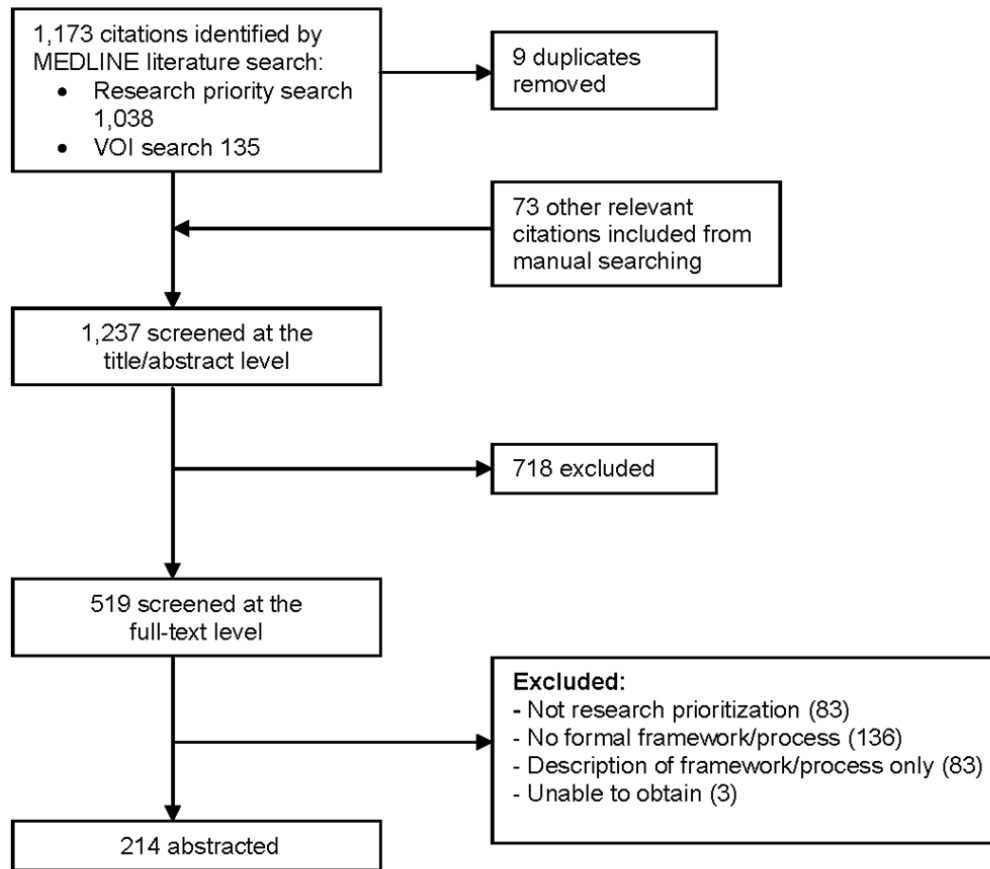 1,173 citations identified by
MEDLINE literature search:
• Research priority search
1,038
• VOI search 135
9 duplicates
removed
73 other relevant
citations included from
manual searching
1,237 screened at the
title/abstract level
718 excluded
519 screened at the
full-text level
Excluded:
- Not research prioritization (83)
- No formal framework/process (136)
- Description of framework/process only (83)
- Unable to obtain (3)
214 abstracted